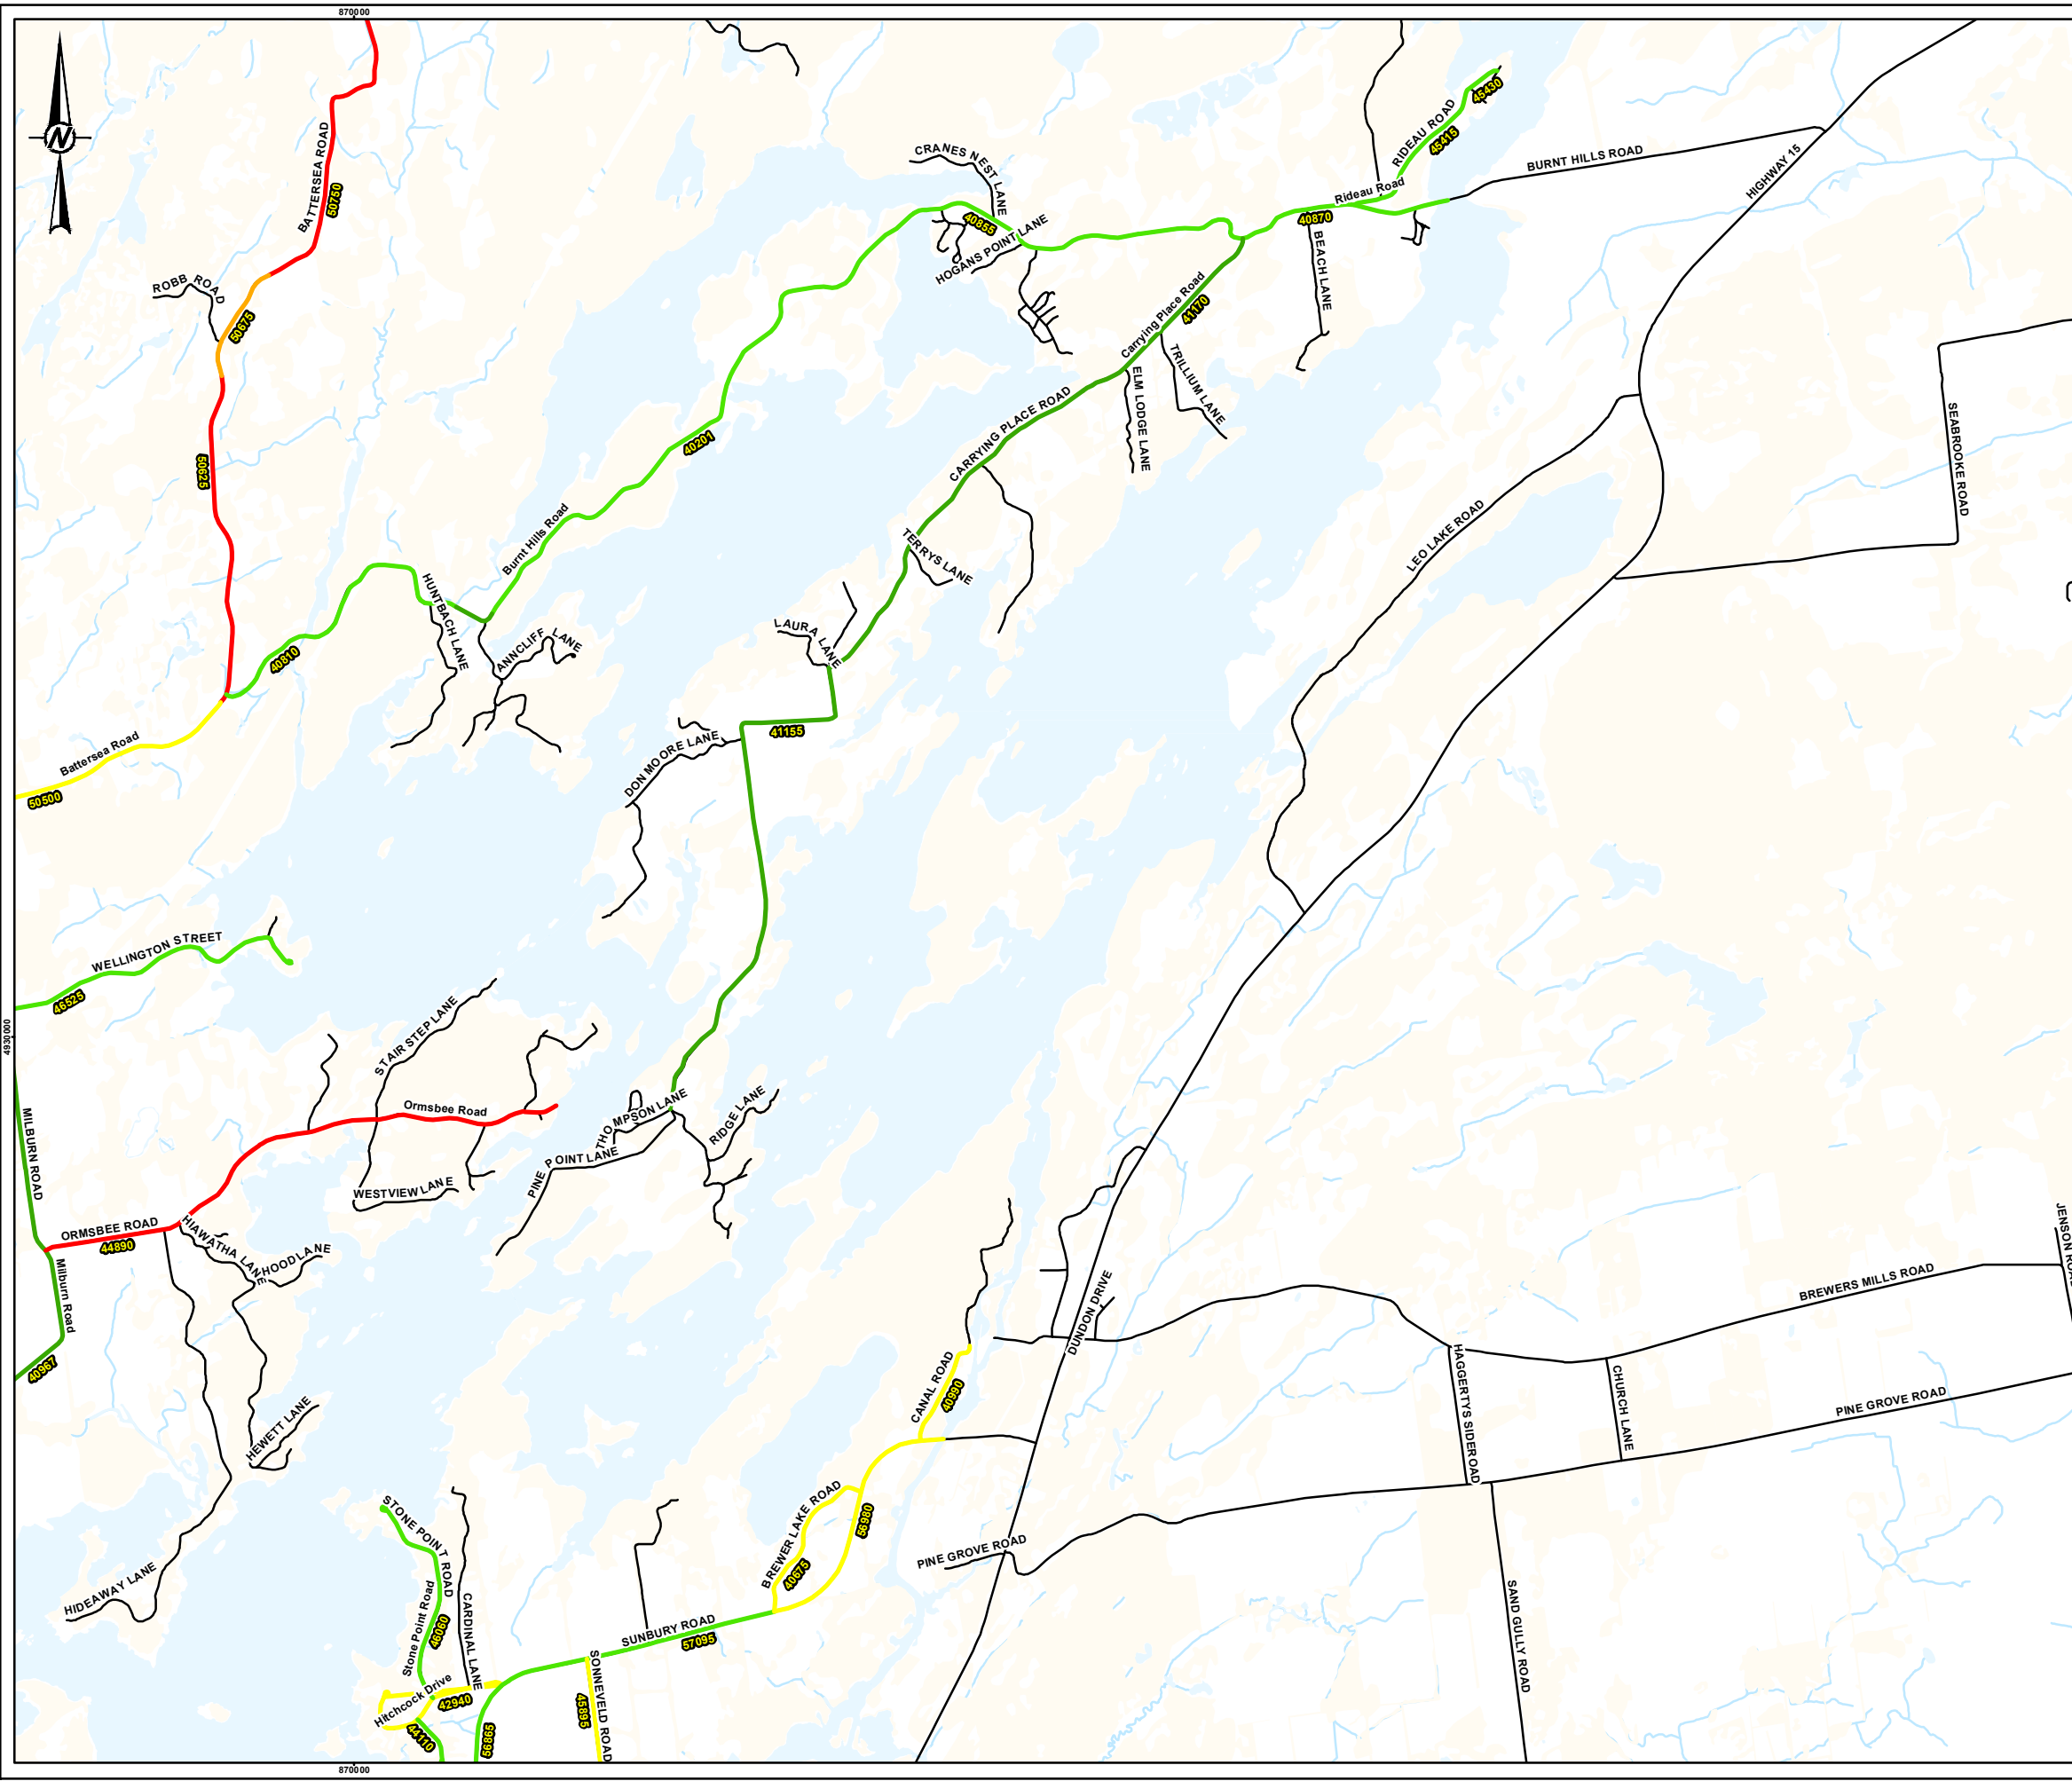 870000
N
BATTERSEA ROAD
50750
ROBB ROAD
50675
50625
CRANES NEST LANE
40855
HOGANS POINT LANE
RIDEAU ROAD
45430
45415
Rideau Road
40870
BURNT HILLS ROAD
HIGHWAY 15
BEACH LANE
Carrying Place Road
41170
TRILLIUM LANE
ELM LODGE LANE
CARRYING PLACE ROAD
SEABROOKE ROAD
40201
Burnt Hills Road
LEO LAKE ROAD
TERRYS LANE
HUNTBACH LANE
ANNCLIFF LANE
LAURA LANE
40810
Battersea Road
50500
41155
DON MOORE LANE
WELLINGTON STREET
46525
4930000
STAIR STEP LANE
Ormsbee Road
THOMPSON LANE
RIDGE LANE
PINE POINT LANE
MILBURN ROAD
WESTVIEW LANE
ORMSBEE ROAD
44890
HIAWATHA LANE
HOOD LANE
Milburn Road
40967
JENSON ROAD
BREWERS MILLS ROAD
DUNDON DRIVE
CANAL ROAD
40990
HAGGERTYS SIDEROAD
CHURCH LANE
PINE GROVE ROAD
HEWETT LANE
BREWER LAKE ROAD
56980
40675
PINE GROVE ROAD
STONE POINT ROAD
HIDEAWAY LANE
Stone Point Road
46060
CARDINAL LANE
SUNBURY ROAD
57095
SAND GULLY ROAD
Hitchcock Drive
42940
44110
56865
45895
SONNEVELD ROAD
870000